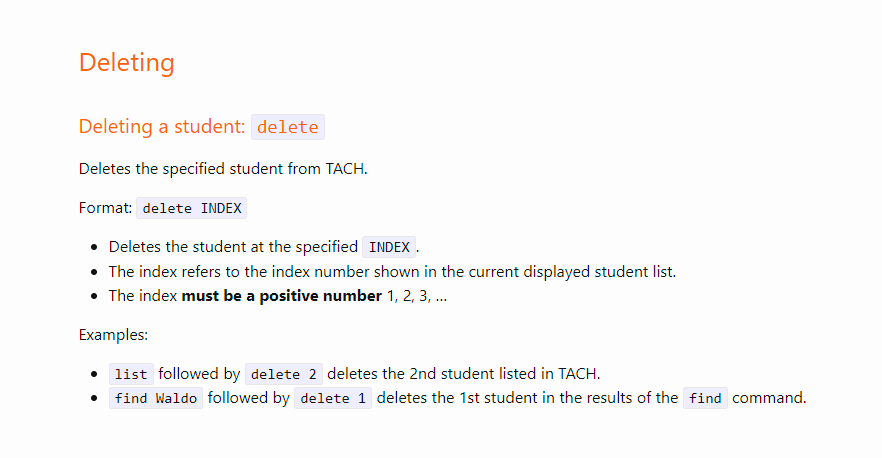 Deleting
Deleting a student: delete
Deletes the specified student from TACH.
Format: delete INDEX
• Deletes the student at the specified INDEX.
• The index refers to the index number shown in the current displayed student list.
• The index must be a positive number 1, 2, 3, …
Examples:
• list followed by delete 2 deletes the 2nd student listed in TACH.
• find Waldo followed by delete 1 deletes the 1st student in the results of the find command.